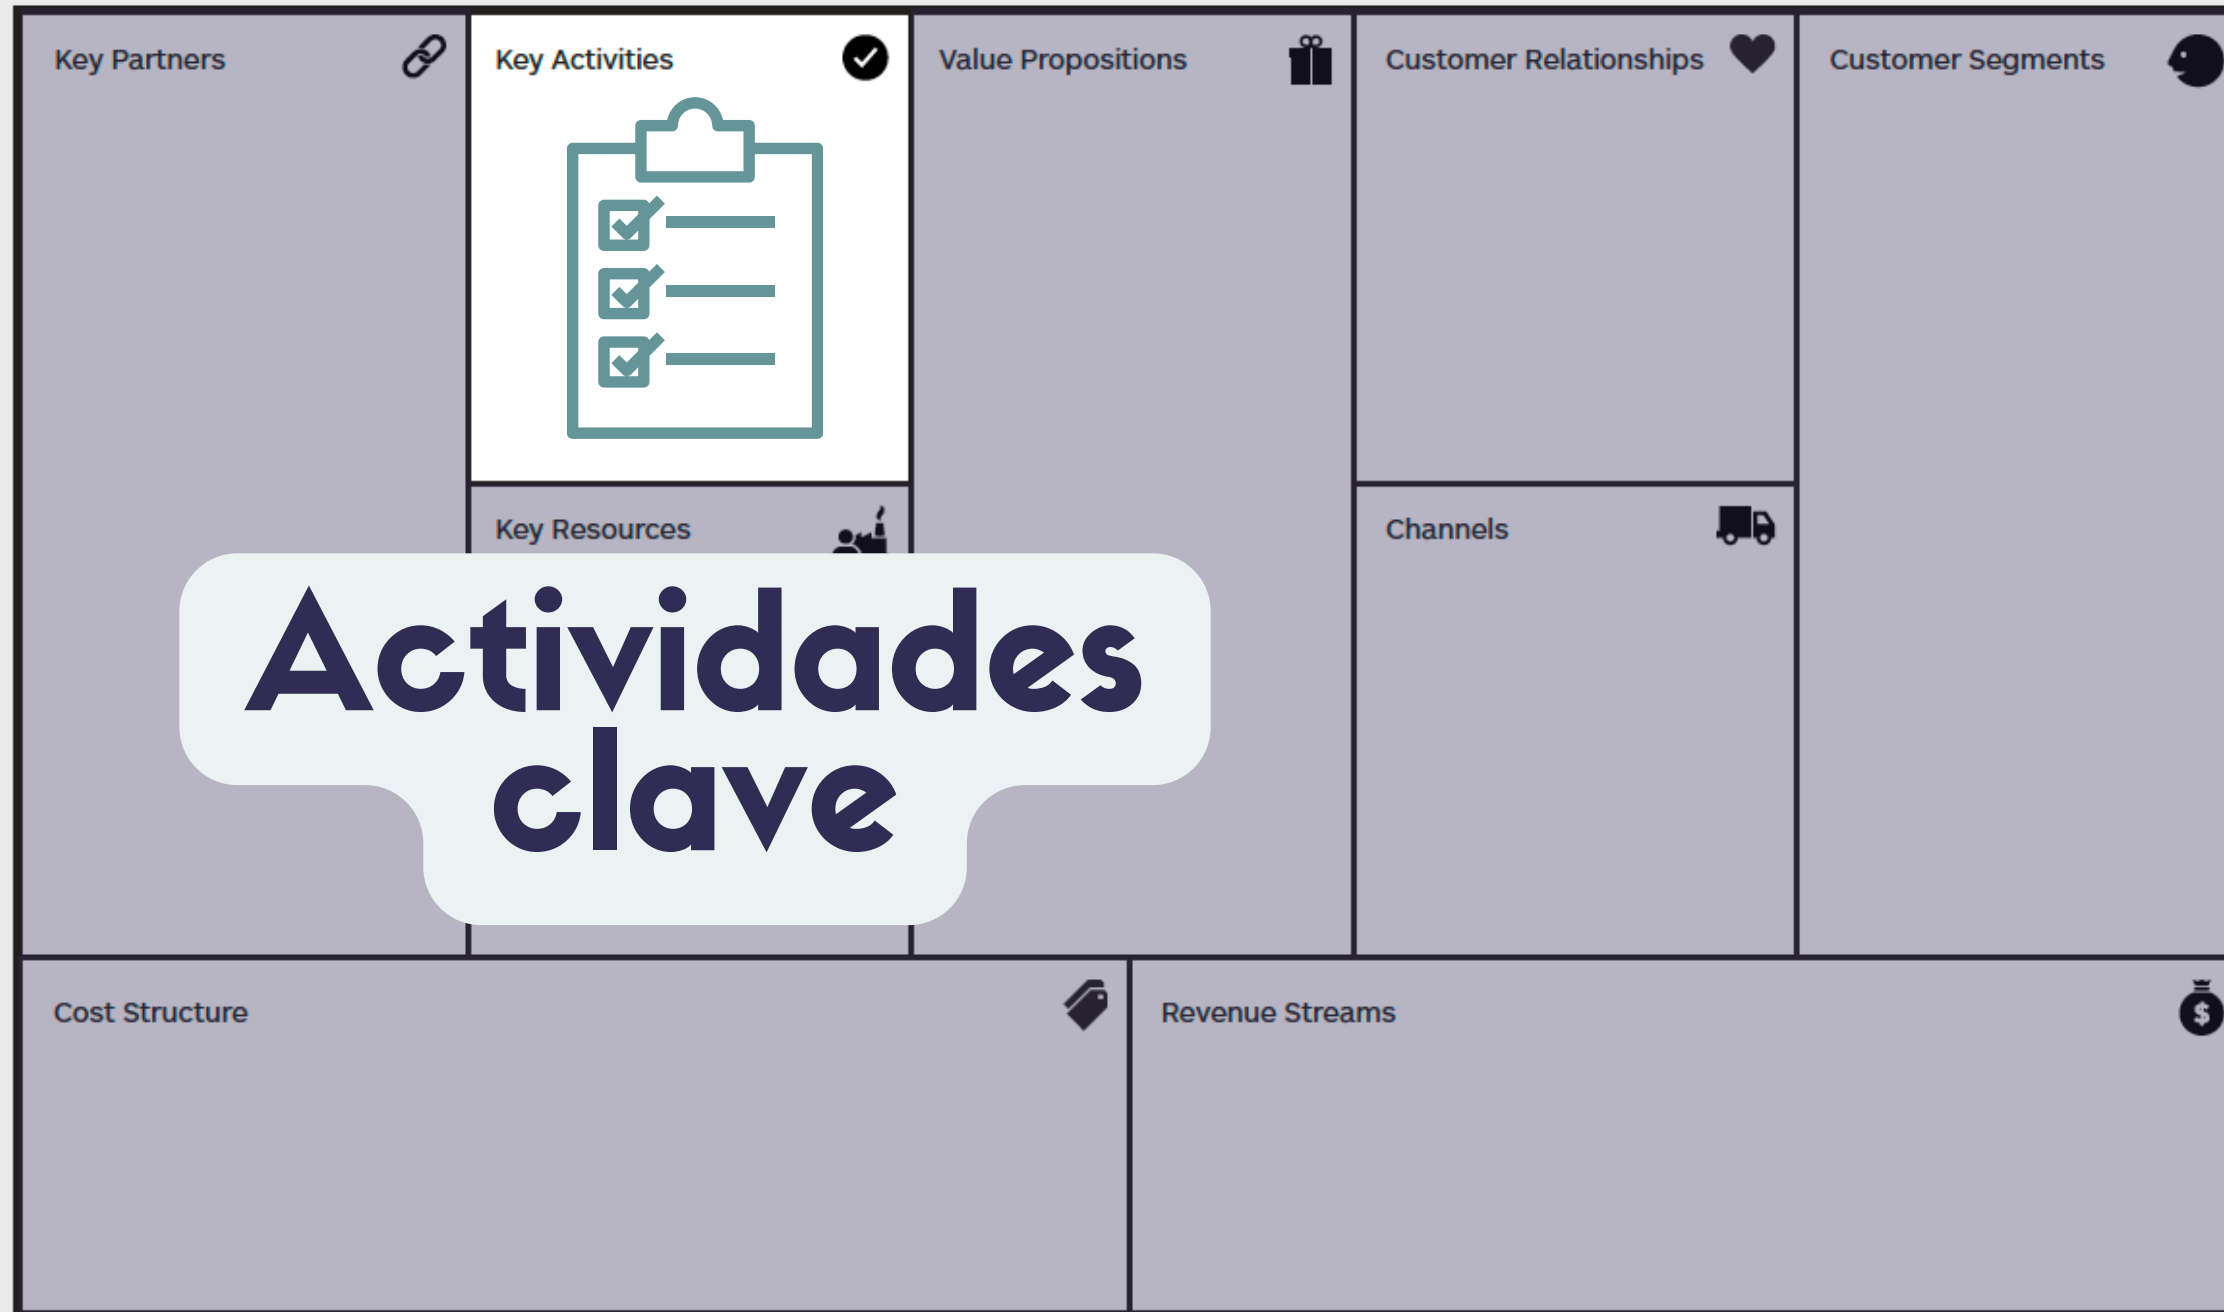 Key Partners
Key Activities
Value Propositions
Customer Relationships
Customer Segments
Key Resources
Channels
Actividades
clave
Cost Structure
Revenue Streams
$